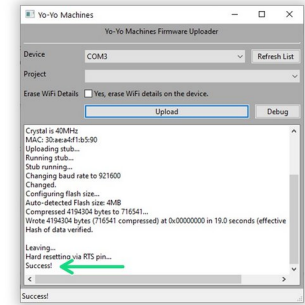 Yo-Yo Machines
Yo-Yo Machines Firmware Uploader
Device
COM3
Refresh List
Project
Erase WiFi Details
Yes, erase WiFi details on the device.
Upload
Debug
Crystal is 40MHz
MAC: 30:ae:a4:f1:b5:90
Uploading stub...
Running stub...
Stub running...
Changing baud rate to 921600
Changed.
Configuring flash size...
Auto-detected Flash size: 4MB
Compressed 4194304 bytes to 716541...
Wrote 4194304 bytes (716541 compressed) at 0x00000000 in 19.0 seconds (effective
Hash of data verified.
Leaving...
Hard resetting via RTS pin...
Success!
Success!